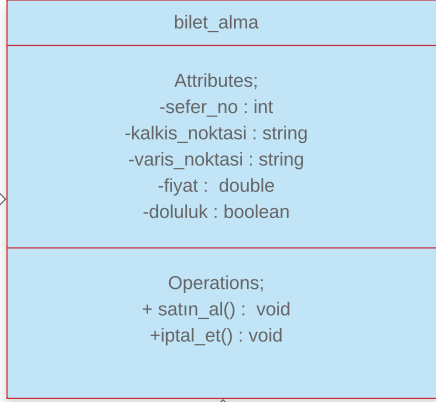 bilet_alma
Attributes;
-sefer_no : int
-kalkis_noktasi : string
-varis_noktasi : string
-fiyat :  double
-doluluk : boolean
Operations;
+ satın_al() :  void
+iptal_et() : void